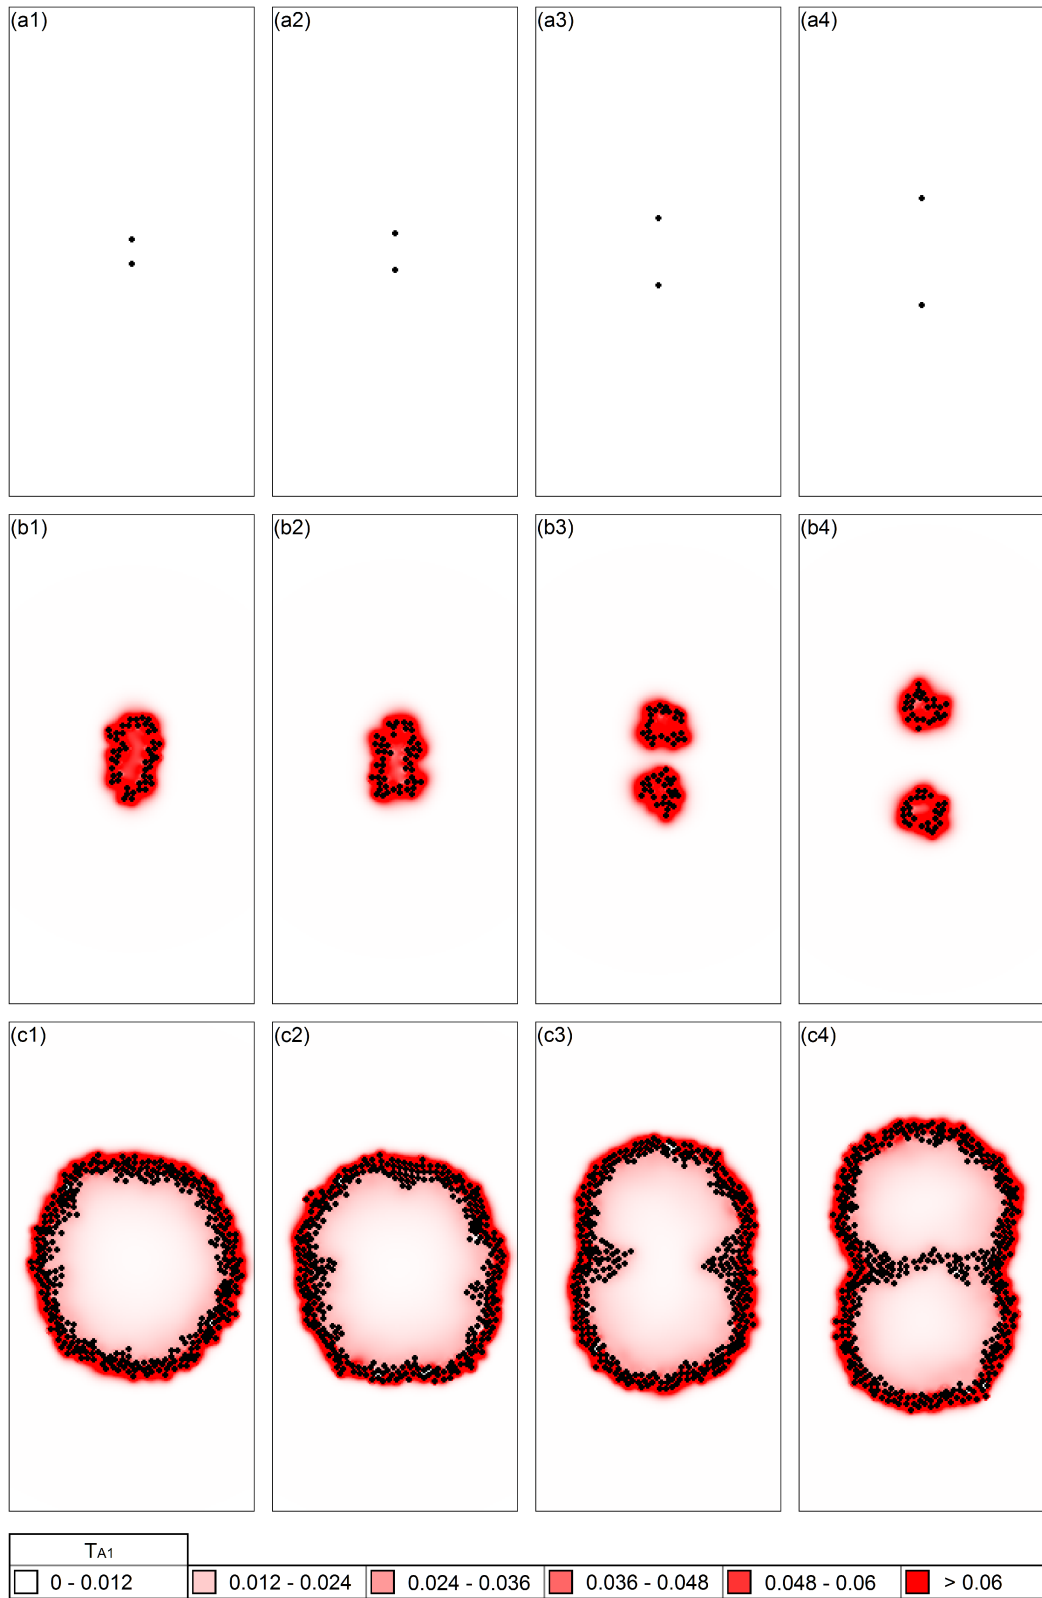 (a1) (a2) (a3) (a4)
(b1) (b2) (b3) (b4)
(c1) (c2) (c3) (c4)
TA1
0 - 0.012 0.012 - 0.024 0.024 - 0.036 0.036 - 0.048 0.048 - 0.06 > 0.06